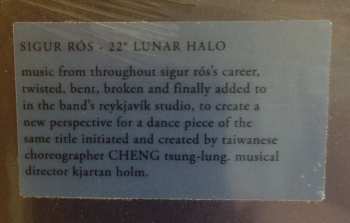 SIGUR RÓS - 22° LUNAR HALO
music from throughout sigur rós's career,
twisted, bent, broken and finally added to
in the band's reykjavík studio, to create a
new perspective for a dance piece of the
same title initiated and created by taiwanese
choreographer CHENG tsung-lung. musical
director kjartan holm.